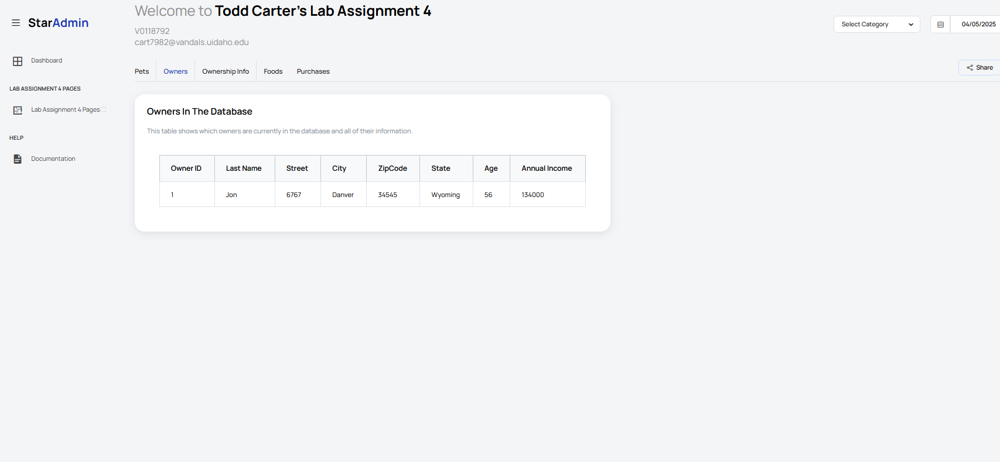 Welcome to Todd Carter's Lab Assignment 4
StarAdmin
V0118792
cart7982@vandals.uidaho.edu
Select Category
04/05/2025
Dashboard
Pets Owners Ownership Info Foods Purchases
Share
LAB ASSIGNMENT 4 PAGES
Lab Assignment 4 Pages
HELP
Documentation
Owners In The Database
This table shows which owners are currently in the database and all of their information.
Owner ID Last Name Street City ZipCode State Age Annual Income
1 Jon 6767 Danver 34545 Wyoming 56 134000